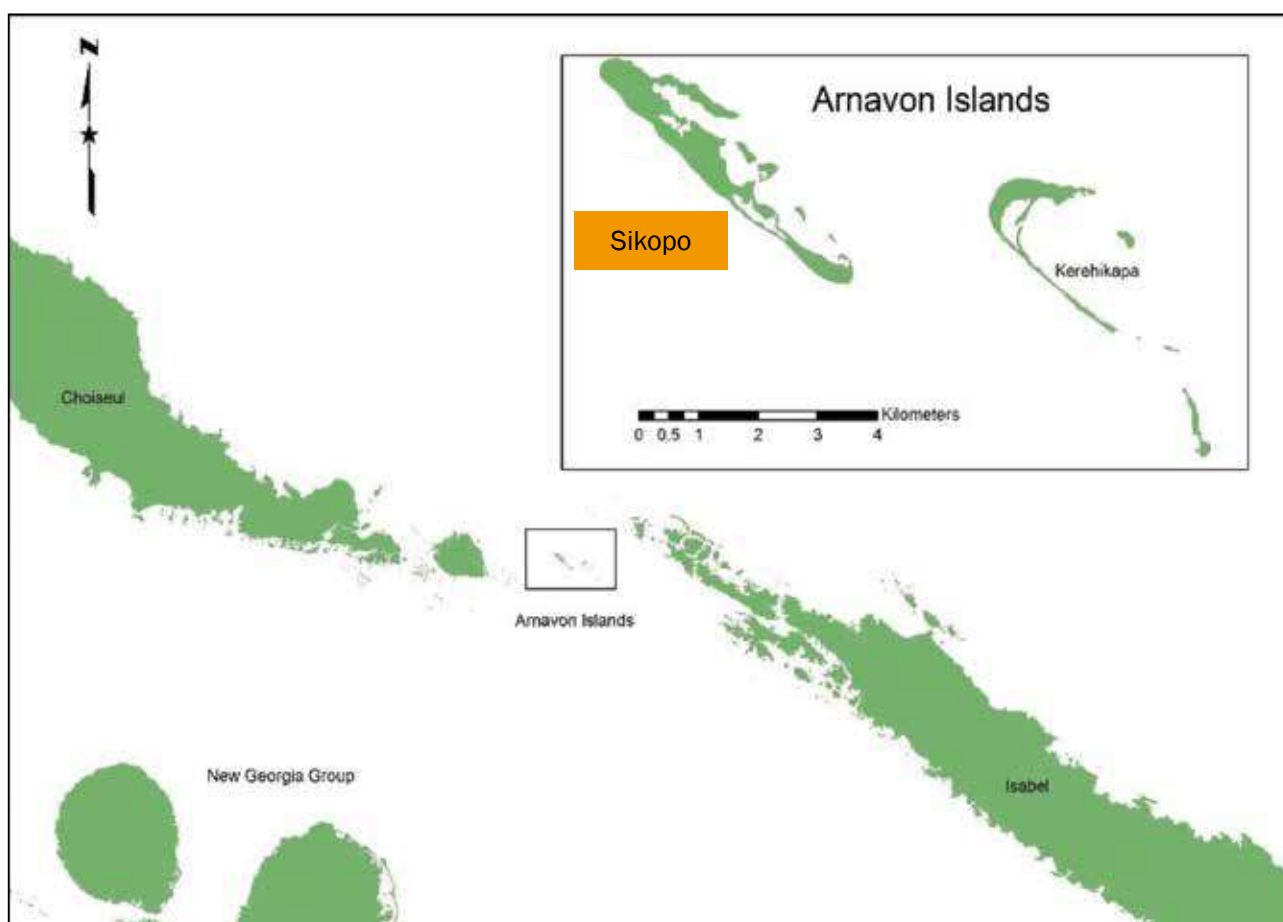 N
Arnavon Islands
Sikopo
Kerehikapa
Kilometers
0 0.5 1 2 3 4
Choiseul
Arnavon Islands
New Georgia Group
Isabel